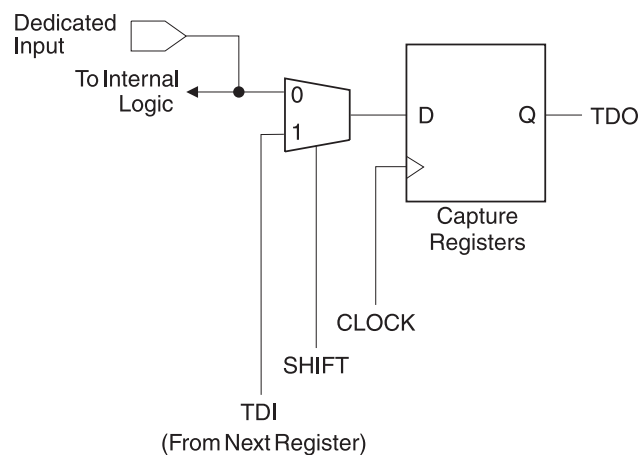 Dedicated
Input
To Internal
Logic
0
1
D
Q
TDO
Capture
Registers
CLOCK
SHIFT
TDI
(From Next Register)